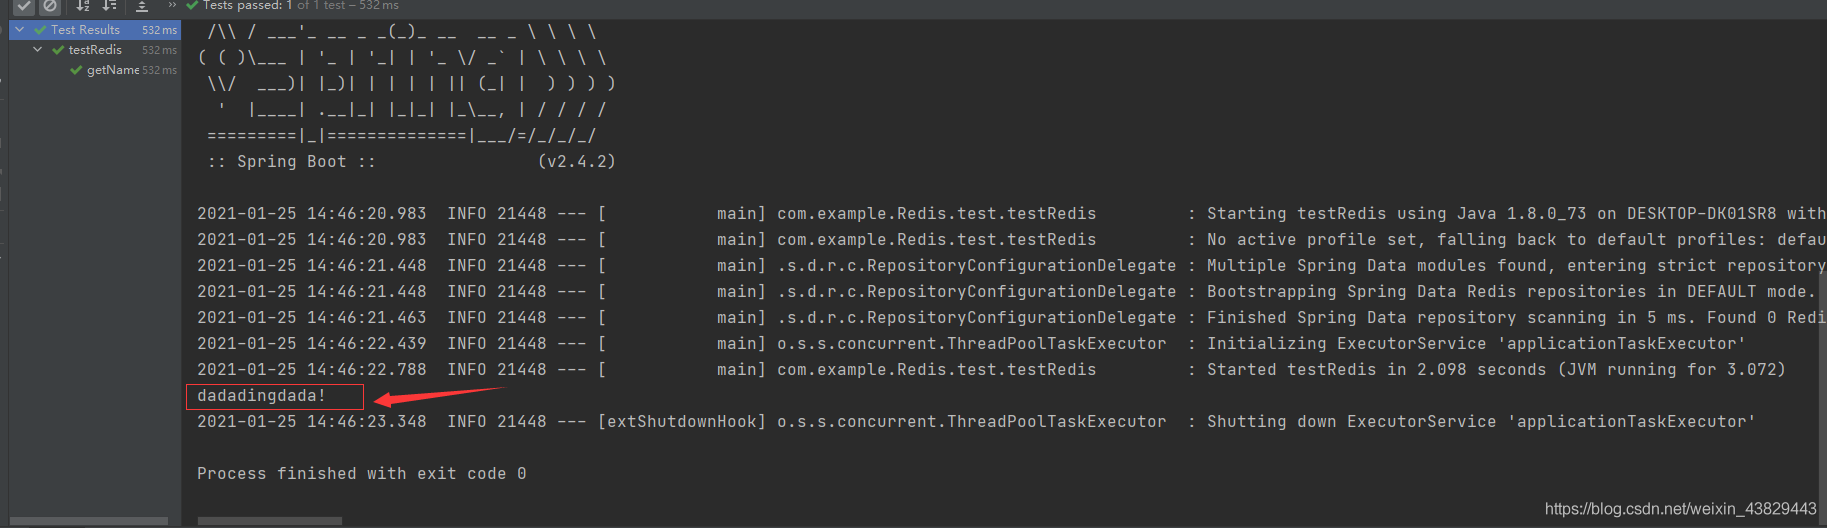 Tests passed: 1 of 1 test – 532 ms
Test Results 532 ms
testRedis 532 ms
getName 532 ms
  /\\ / ___'_ __ _ _(_)_ __  __ _ \ \ \ \
 ( ( )\___ | '_ | '_| | '_ \/ _` | \ \ \ \
  \\/  ___)| |_)| | | | | || (_| |  ) ) ) )
   '  |____| .__|_| |_|_| |_\__, | / / / /
  =========|_|==============|___/=/_/_/_/
  :: Spring Boot ::                (v2.4.2)
2021-01-25 14:46:20.983  INFO 21448 --- [           main] com.example.Redis.test.testRedis         : Starting testRedis using Java 1.8.0_73 on DESKTOP-DK01SR8 with
2021-01-25 14:46:20.983  INFO 21448 --- [           main] com.example.Redis.test.testRedis         : No active profile set, falling back to default profiles: defau
2021-01-25 14:46:21.448  INFO 21448 --- [           main] .s.d.r.c.RepositoryConfigurationDelegate : Multiple Spring Data modules found, entering strict repository
2021-01-25 14:46:21.448  INFO 21448 --- [           main] .s.d.r.c.RepositoryConfigurationDelegate : Bootstrapping Spring Data Redis repositories in DEFAULT mode.
2021-01-25 14:46:21.463  INFO 21448 --- [           main] .s.d.r.c.RepositoryConfigurationDelegate : Finished Spring Data repository scanning in 5 ms. Found 0 Redi
2021-01-25 14:46:22.439  INFO 21448 --- [           main] o.s.s.concurrent.ThreadPoolTaskExecutor  : Initializing ExecutorService 'applicationTaskExecutor'
2021-01-25 14:46:22.788  INFO 21448 --- [           main] com.example.Redis.test.testRedis         : Started testRedis in 2.098 seconds (JVM running for 3.072)
dadadingdada!
2021-01-25 14:46:23.348  INFO 21448 --- [extShutdownHook] o.s.s.concurrent.ThreadPoolTaskExecutor  : Shutting down ExecutorService 'applicationTaskExecutor'
Process finished with exit code 0
https://blog.csdn.net/weixin_43829443